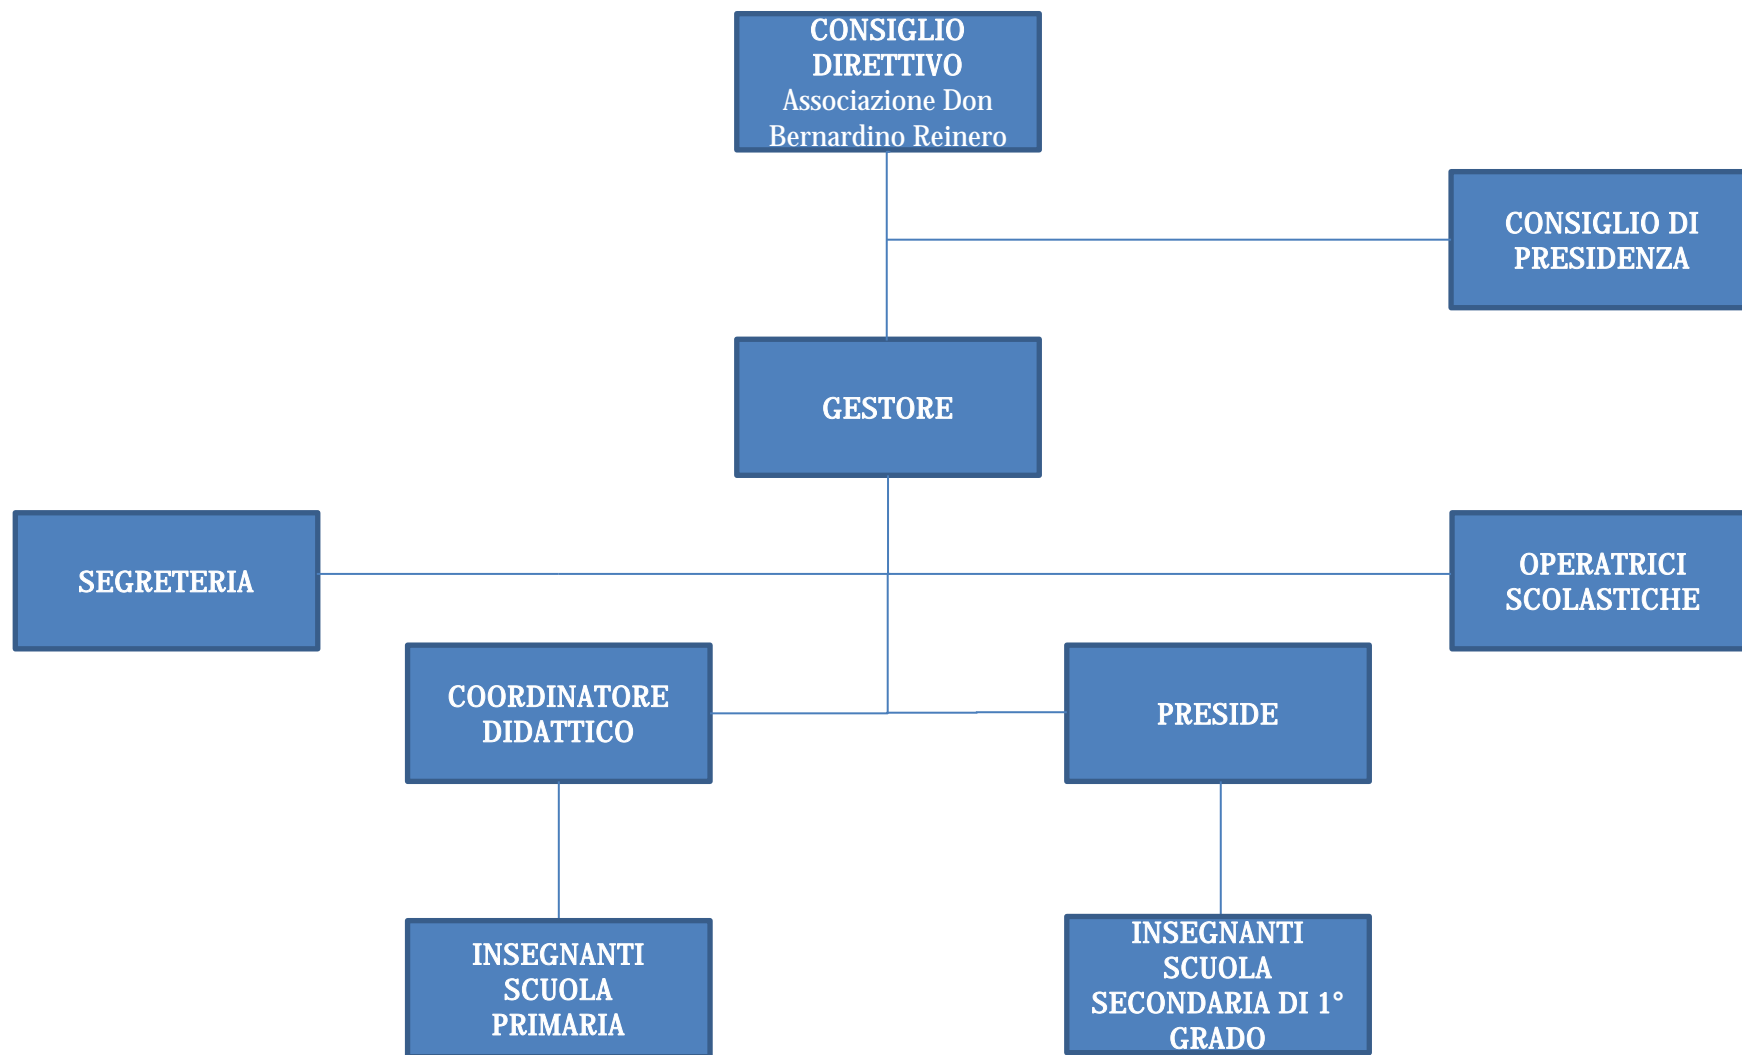 CONSIGLIO
DIRETTIVO
Associazione Don
Bernardino Reinero
CONSIGLIO DI
PRESIDENZA
GESTORE
SEGRETERIA
OPERATRICI
SCOLASTICHE
COORDINATORE
DIDATTICO
PRESIDE
INSEGNANTI
SCUOLA
PRIMARIA
INSEGNANTI
SCUOLA
SECONDARIA DI 1°
GRADO